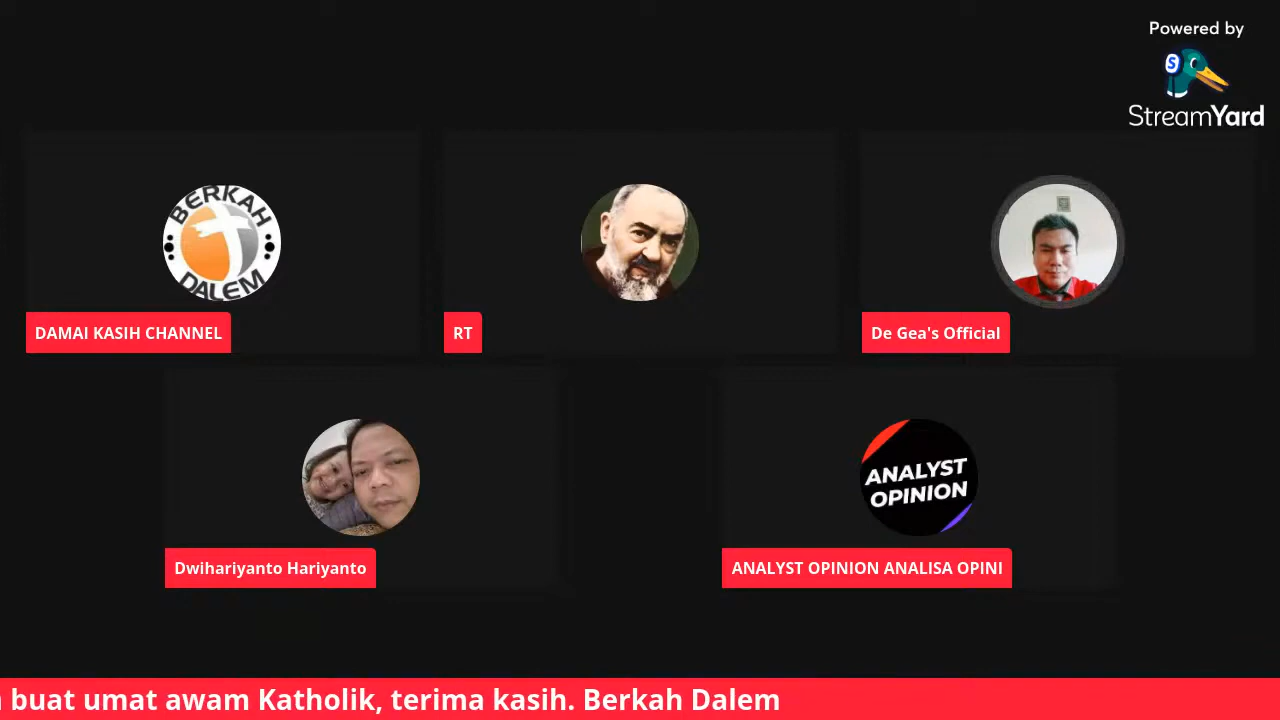 Powered by
S
StreamYard
BERKAH
DALEM
DAMAI KASIH CHANNEL
RT
De Gea's Official
ANALYST
OPINION
Dwihariyanto Hariyanto
ANALYST OPINION ANALISA OPINI
buat umat awam Katholik, terima kasih. Berkah Dalem